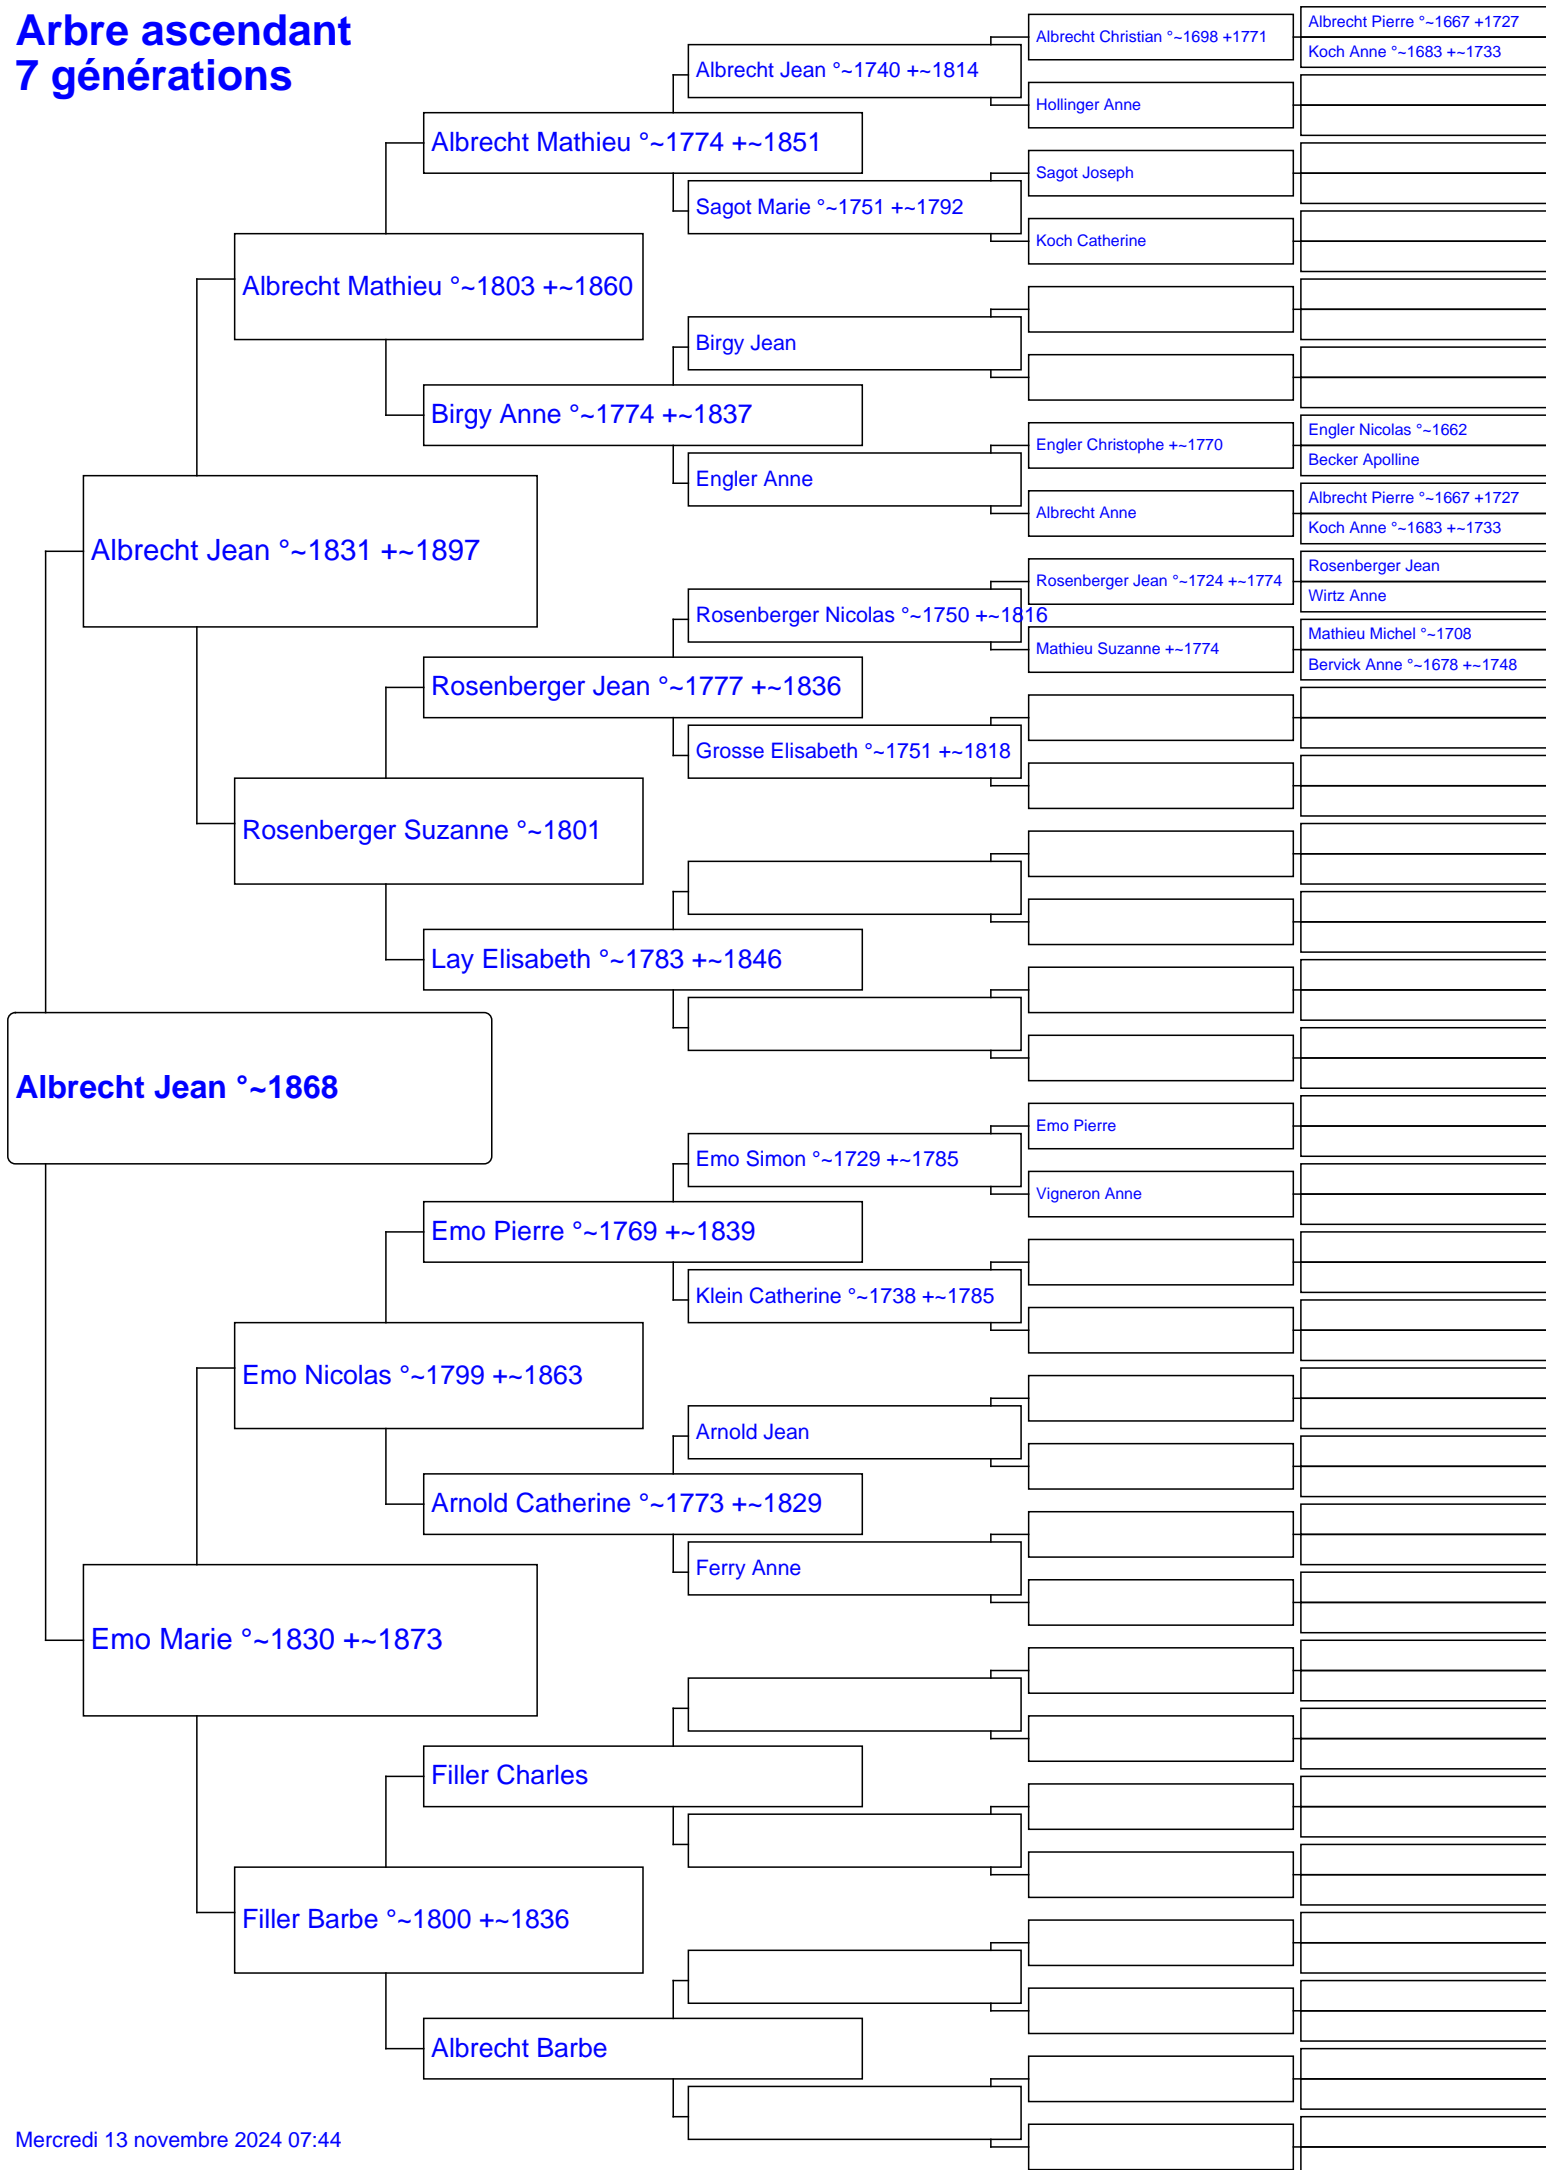 Arbre ascendant
7 générations
Albrecht Jean °~1868
Albrecht Jean °~1831 +~1897
Emo Marie °~1830 +~1873
Albrecht Mathieu °~1803 +~1860
Rosenberger Suzanne °~1801
Emo Nicolas °~1799 +~1863
Filler Barbe °~1800 +~1836
Albrecht Mathieu °~1774 +~1851
Birgy Anne °~1774 +~1837
Rosenberger Jean °~1777 +~1836
Lay Elisabeth °~1783 +~1846
Emo Pierre °~1769 +~1839
Arnold Catherine °~1773 +~1829
Filler Charles
Albrecht Barbe
Albrecht Jean °~1740 +~1814
Sagot Marie °~1751 +~1792
Birgy Jean
Engler Anne
Rosenberger Nicolas °~1750 +~1816
Grosse Elisabeth °~1751 +~1818
Emo Simon °~1729 +~1785
Klein Catherine °~1738 +~1785
Arnold Jean
Ferry Anne
Albrecht Christian °~1698 +1771
Hollinger Anne
Sagot Joseph
Koch Catherine
Engler Christophe +~1770
Albrecht Anne
Rosenberger Jean °~1724 +~1774
Mathieu Suzanne +~1774
Emo Pierre
Vigneron Anne
Albrecht Pierre °~1667 +1727
Koch Anne °~1683 +~1733
Engler Nicolas °~1662
Becker Apolline
Albrecht Pierre °~1667 +1727
Koch Anne °~1683 +~1733
Rosenberger Jean
Wirtz Anne
Mathieu Michel °~1708
Bervick Anne °~1678 +~1748
Mercredi 13 novembre 2024 07:44